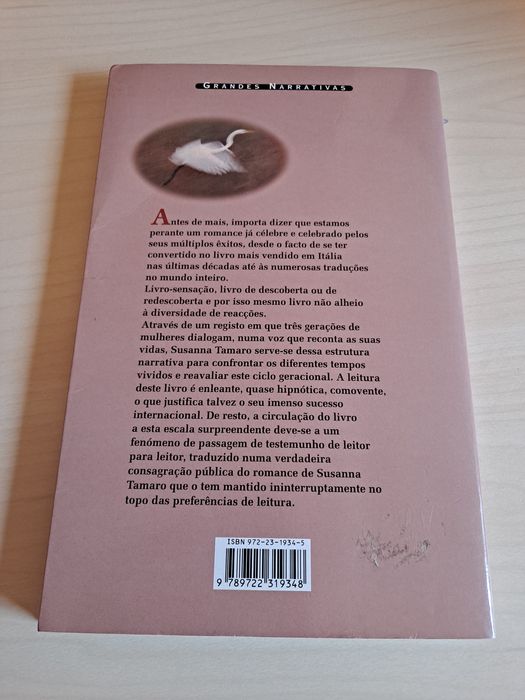 GRANDES NARRATIVAS
Antes de mais, importa dizer que estamos
perante um romance já célebre e celebrado pelos
seus múltiplos êxitos, desde o facto de se ter
convertido no livro mais vendido em Itália
nas últimas décadas até às numerosas traduções
no mundo inteiro.
Livro-sensação, livro de descoberta ou de
redescoberta e por isso mesmo livro não alheio
à diversidade de reacções.
Através de um registo em que três gerações de
mulheres dialogam, numa voz que reconta as suas
vidas, Susanna Tamaro serve-se dessa estrutura
narrativa para confrontar os diferentes tempos
vividos e reavaliar este ciclo geracional. A leitura
deste livro é enleante, quase hipnótica, comovente,
o que justifica talvez o seu imenso sucesso
internacional. De resto, a circulação do livro
a esta escala surpreendente deve-se a um
fenómeno de passagem de testemunho de leitor
para leitor, traduzido numa verdadeira
consagração pública do romance de Susanna
Tamaro que o tem mantido ininterruptamente no
topo das preferências de leitura.
ISBN 972-23-1934-5
9 789722 319348